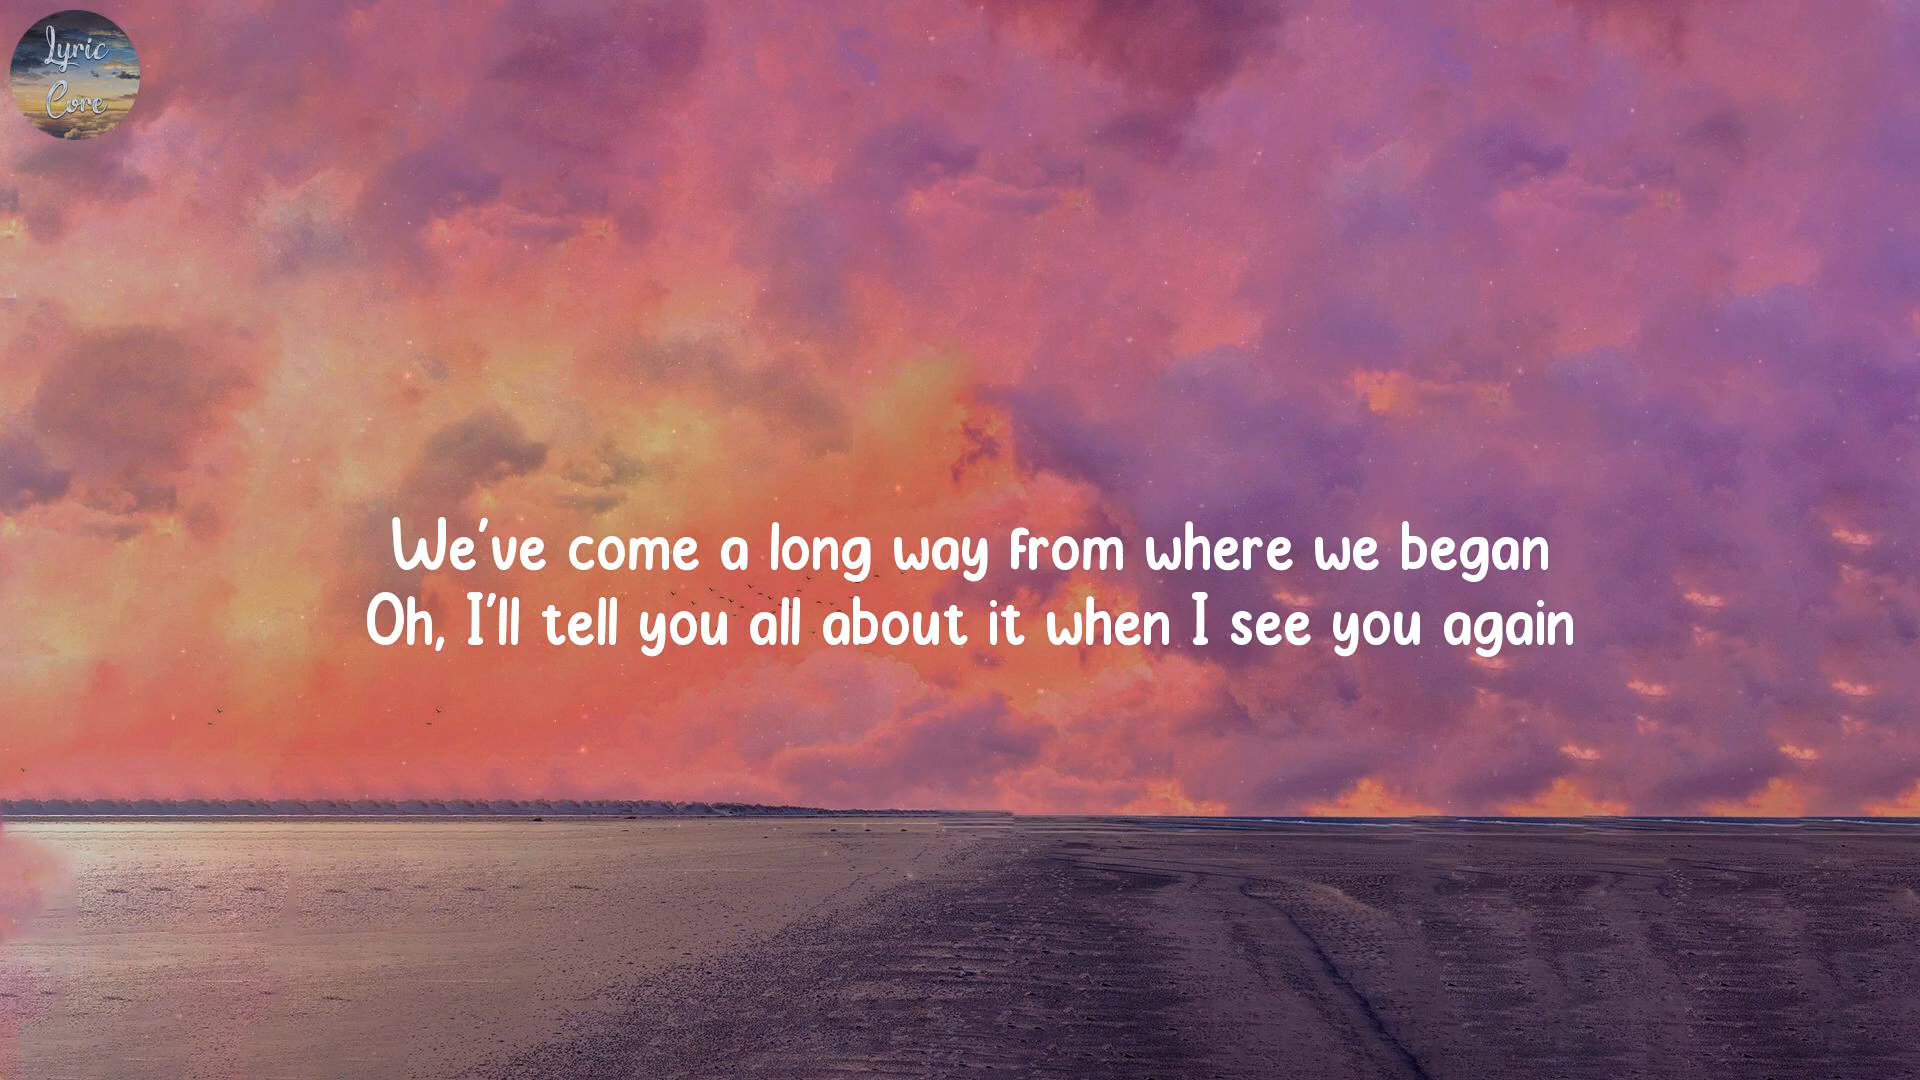 Lyric
Core
We've come a long way from where we began
Oh, I'll tell you all about it when I see you again